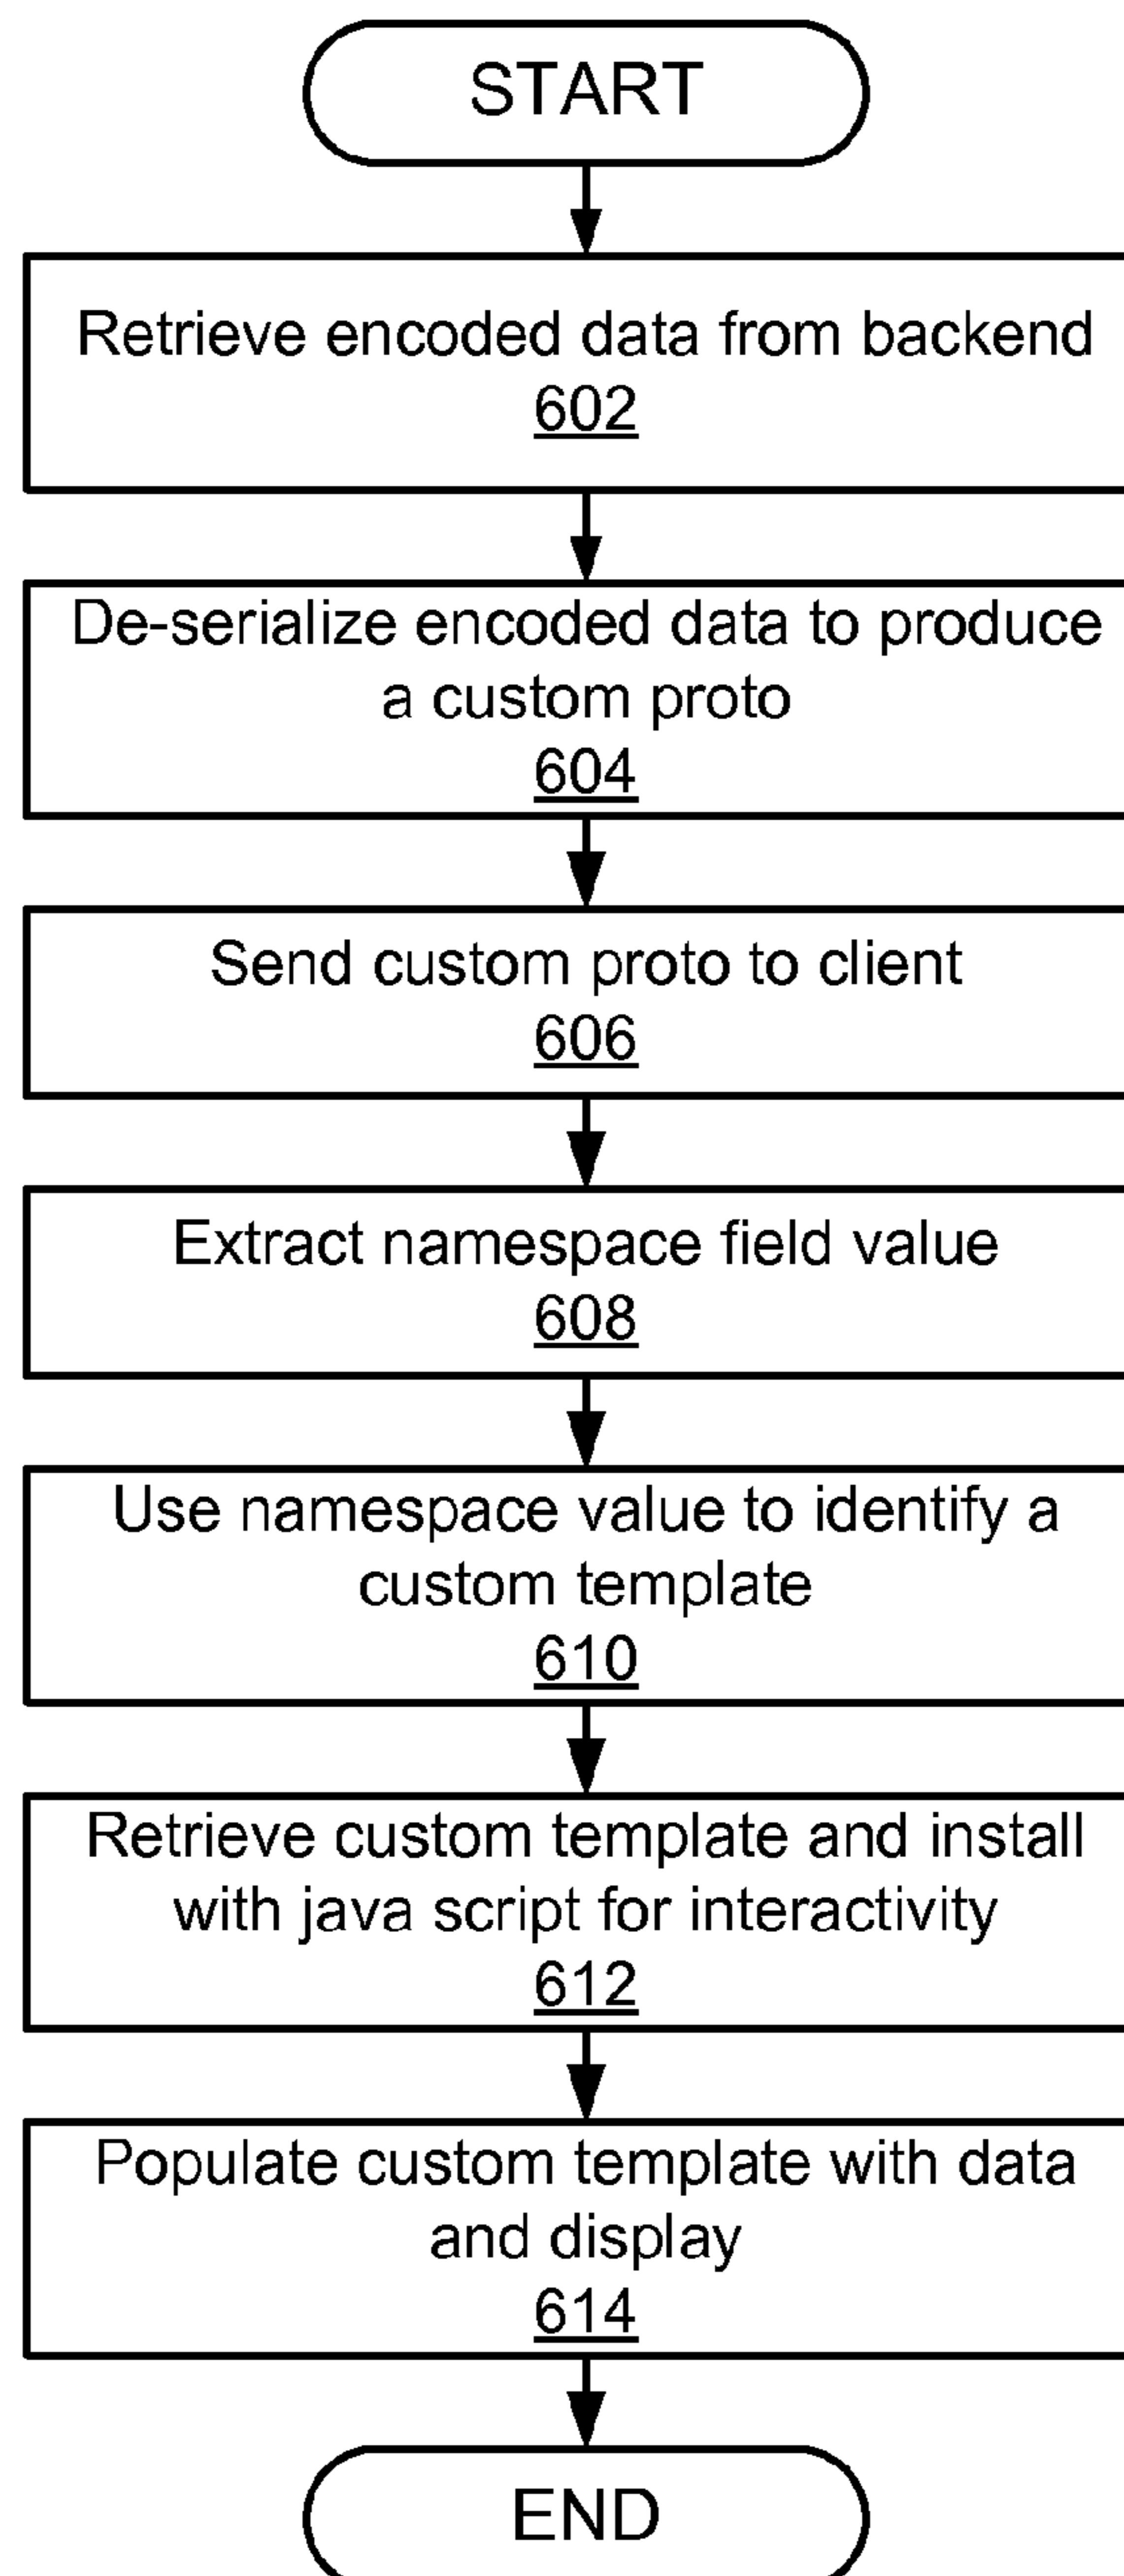 START
Retrieve encoded data from backend
602
De-serialize encoded data to produce
a custom proto
604
Send custom proto to client
606
Extract namespace field value
608
Use namespace value to identify a
custom template
610
Retrieve custom template and install
with java script for interactivity
612
Populate custom template with data
and display
614
END